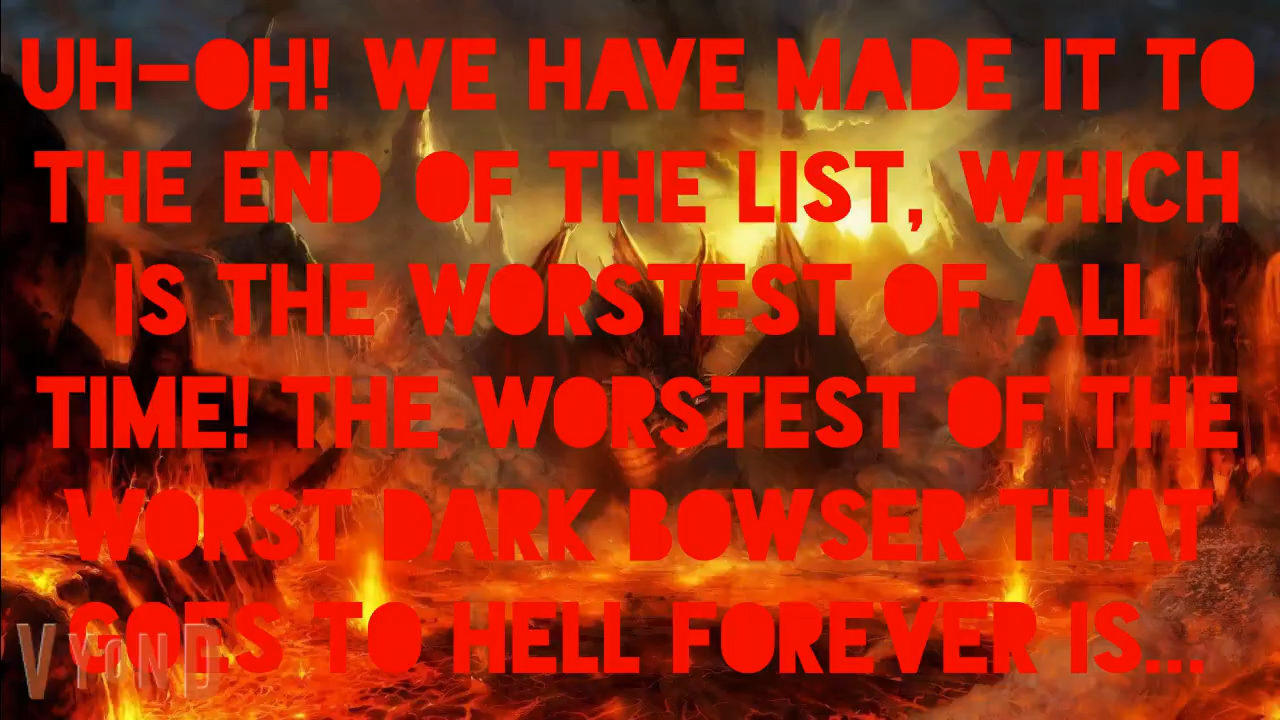 UH-OH! WE HAVE MADE IT TO
THE END OF THE LIST, WHICH
IS THE WORSTEST OF ALL
TIME! THE WORSTEST OF THE
WORST DARK BOWSER THAT
GOES TO HELL FOREVER IS...
VYOND